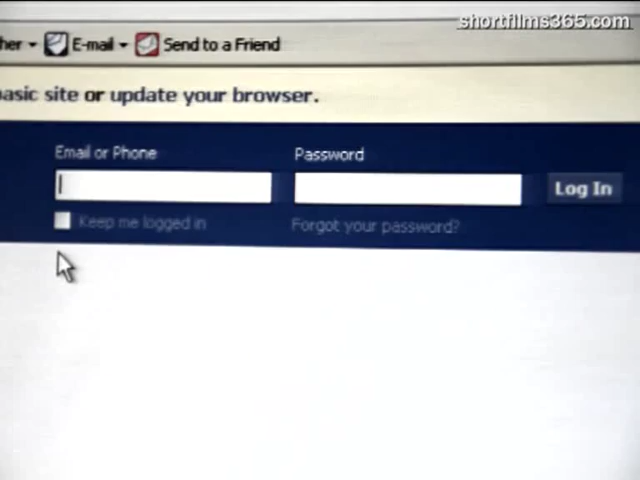 shortfilms365.com
her E-mail Send to a Friend
basic site or update your browser.
Email or Phone Password
Log In
Keep me logged in Forgot your password?